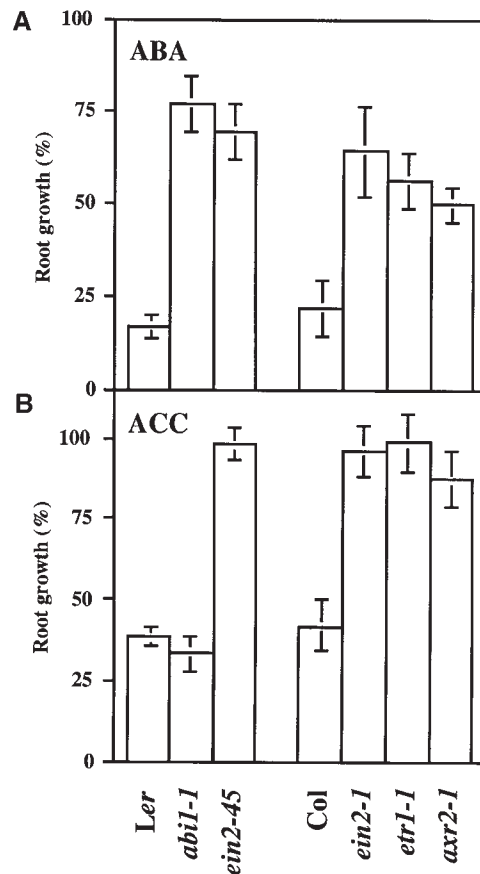 A
ABA
100
75
50
25
0
Root growth (%)
B
ACC
100
75
50
25
0
Root growth (%)
Ler
abi1-1
ein2-45
Col
ein2-1
etr1-1
axr2-1